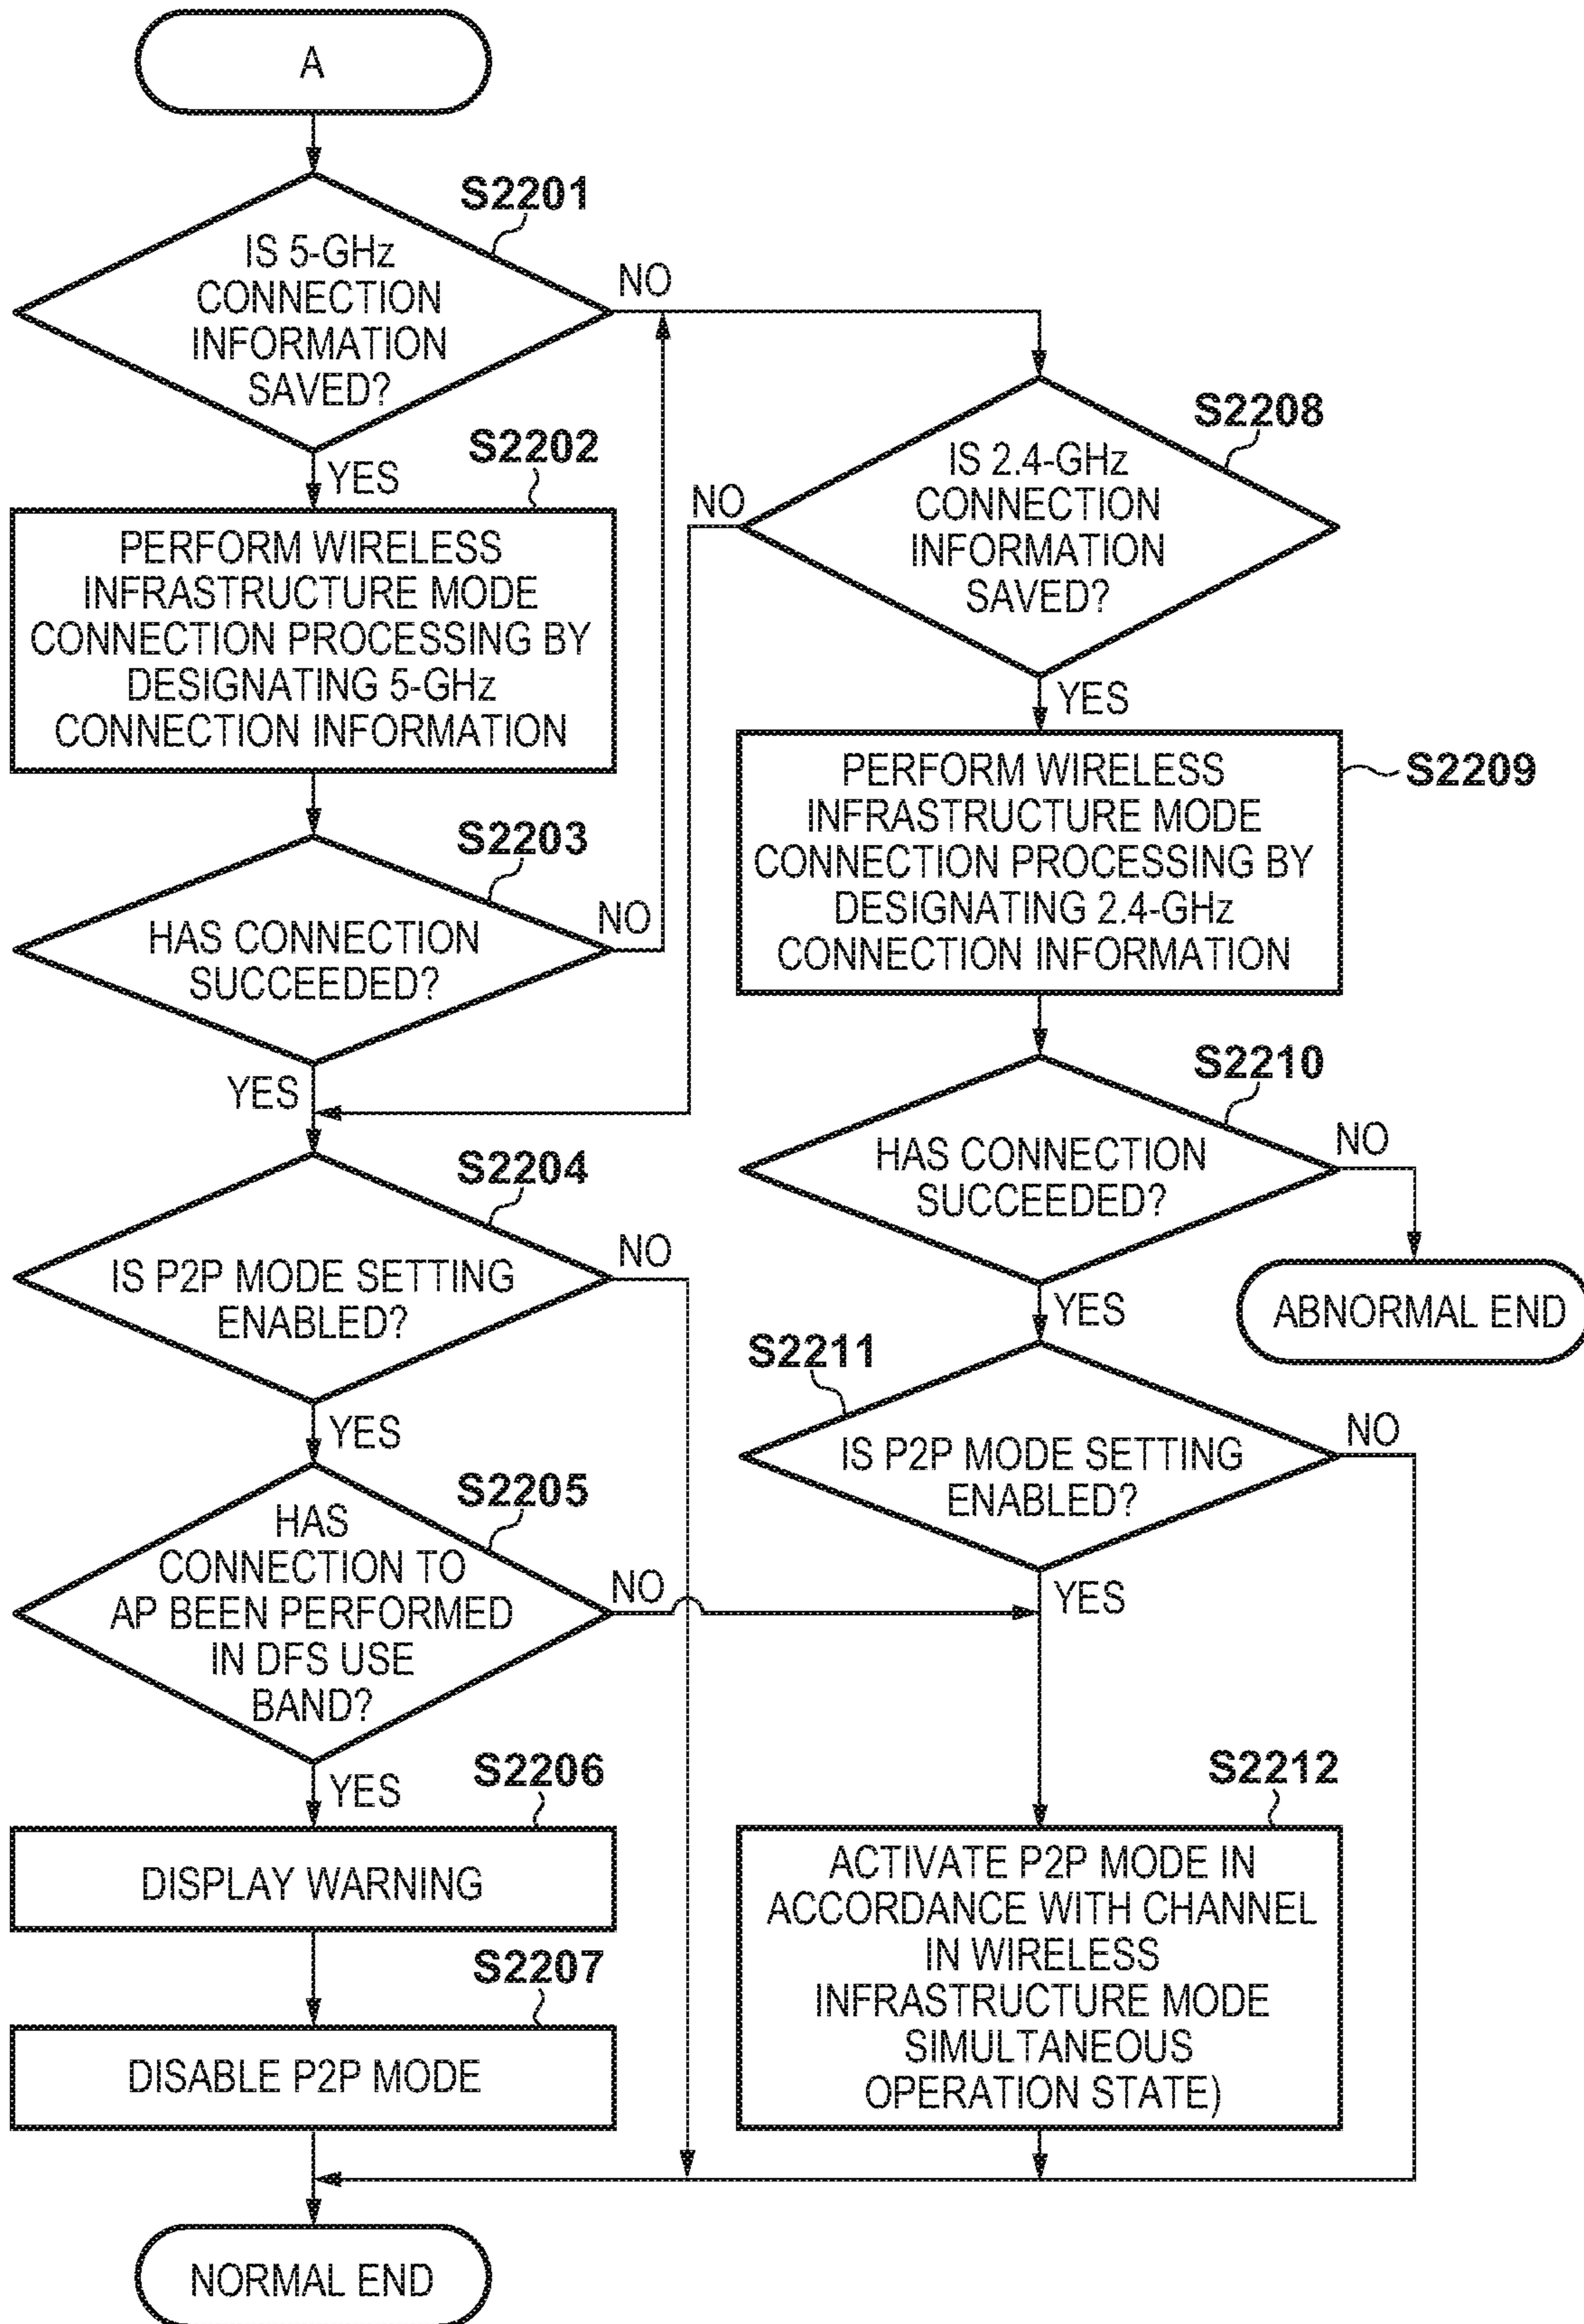 A
S2201
IS 5-GHz
CONNECTION
INFORMATION
SAVED?
NO
YES
S2202
PERFORM WIRELESS
INFRASTRUCTURE MODE
CONNECTION PROCESSING BY
DESIGNATING 5-GHz
CONNECTION INFORMATION
S2203
HAS CONNECTION
SUCCEEDED?
NO
YES
S2204
IS P2P MODE SETTING
ENABLED?
NO
YES
S2205
HAS
CONNECTION TO
AP BEEN PERFORMED
IN DFS USE
BAND?
NO
YES
S2206
DISPLAY WARNING
S2207
DISABLE P2P MODE
NORMAL END
S2208
IS 2.4-GHz
CONNECTION
INFORMATION
SAVED?
NO
YES
S2209
PERFORM WIRELESS
INFRASTRUCTURE MODE
CONNECTION PROCESSING BY
DESIGNATING 2.4-GHz
CONNECTION INFORMATION
S2210
HAS CONNECTION
SUCCEEDED?
NO
ABNORMAL END
YES
S2211
IS P2P MODE SETTING
ENABLED?
NO
YES
S2212
ACTIVATE P2P MODE IN
ACCORDANCE WITH CHANNEL
IN WIRELESS
INFRASTRUCTURE MODE
SIMULTANEOUS
OPERATION STATE)